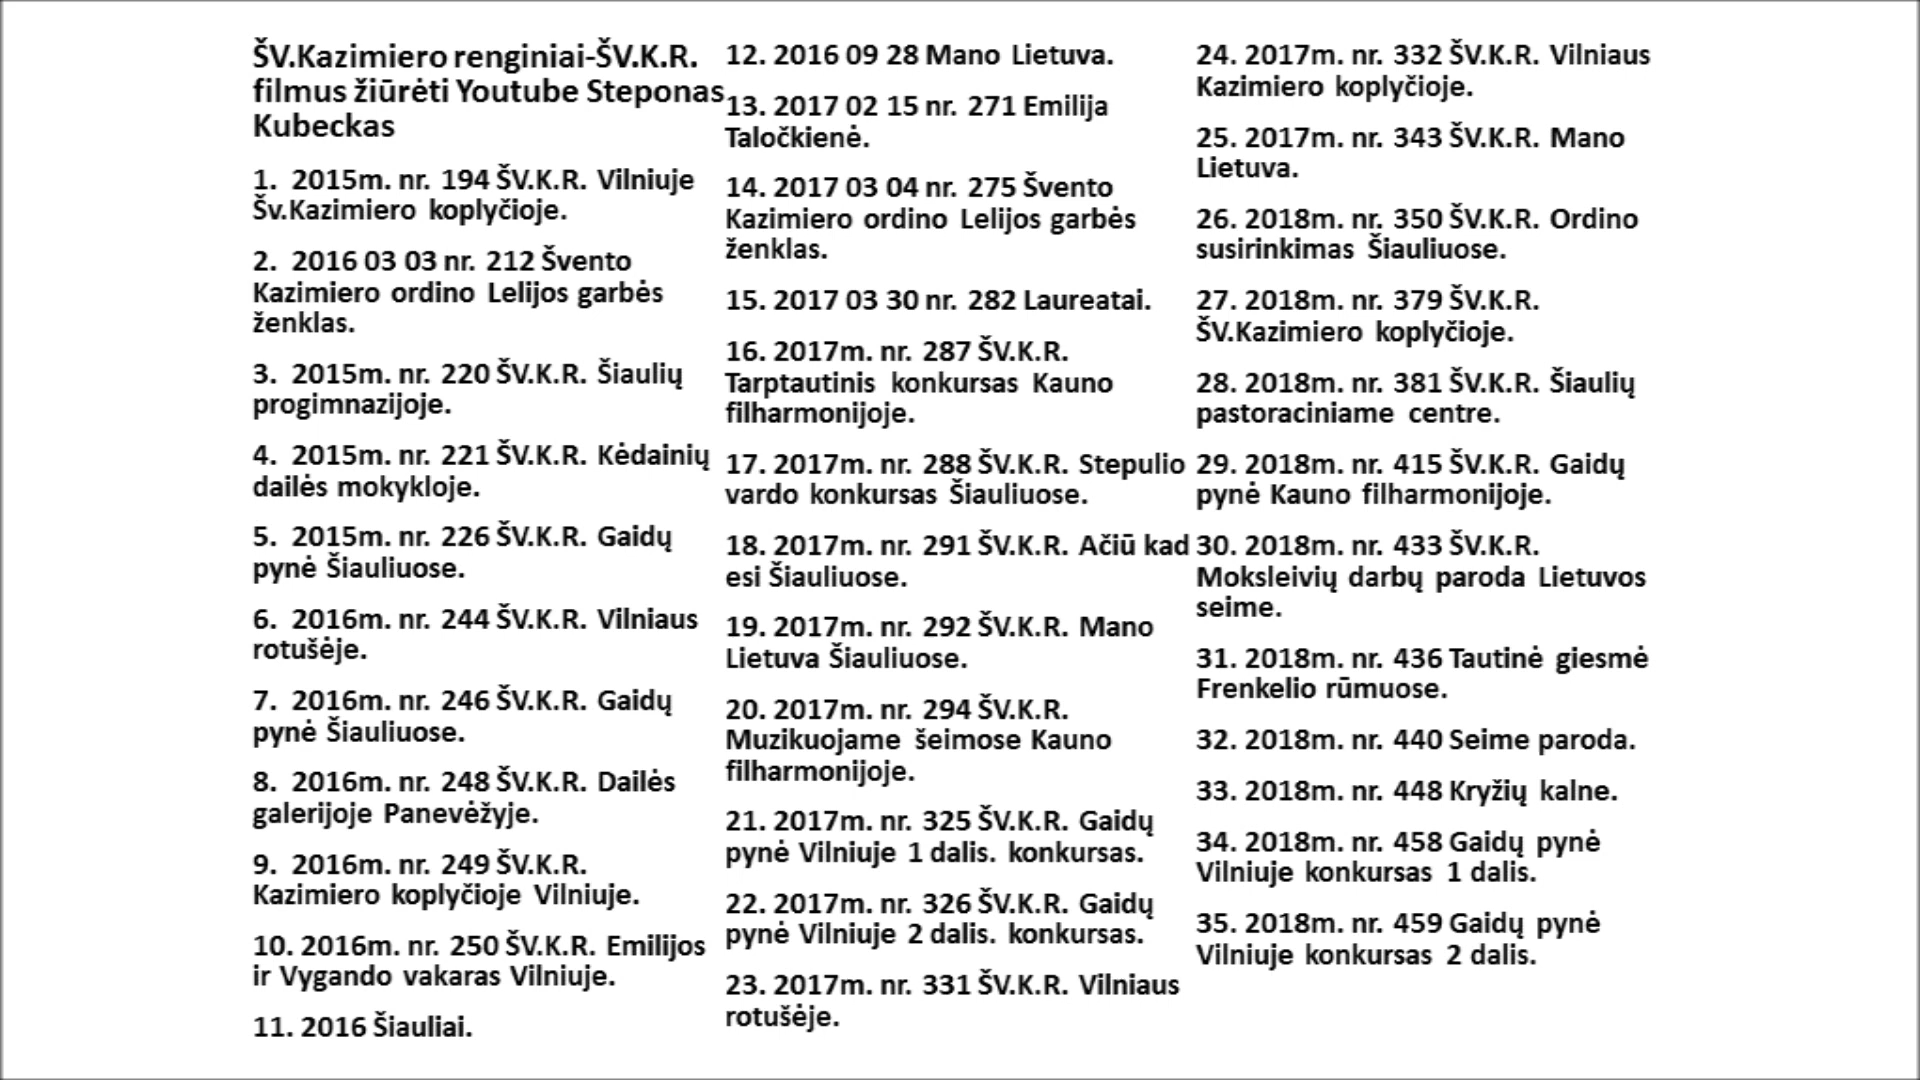 ŠV.Kazimiero renginiai-ŠV.K.R.
filmus žiūrėti Youtube Steponas
Kubeckas
1. 2015m. nr. 194 ŠV.K.R. Vilniuje
Šv.Kazimiero koplyčioje.
2. 2016 03 03 nr. 212 Švento
Kazimiero ordino Lelijos garbės
ženklas.
3. 2015m. nr. 220 ŠV.K.R. Šiaulių
progimnazijoje.
4. 2015m. nr. 221 ŠV.K.R. Kėdainių
dailės mokykloje.
5. 2015m. nr. 226 ŠV.K.R. Gaidų
pynė Šiauliuose.
6. 2016m. nr. 244 ŠV.K.R. Vilniaus
rotušėje.
7. 2016m. nr. 246 ŠV.K.R. Gaidų
pynė Šiauliuose.
8. 2016m. nr. 248 ŠV.K.R. Dailės
galerijoje Panevėžyje.
9. 2016m. nr. 249 ŠV.K.R.
Kazimiero koplyčioje Vilniuje.
10. 2016m. nr. 250 ŠV.K.R. Emilijos
ir Vygando vakaras Vilniuje.
11. 2016 Šiauliai.
12. 2016 09 28 Mano Lietuva.
13. 2017 02 15 nr. 271 Emilija
Taločkienė.
14. 2017 03 04 nr. 275 Švento
Kazimiero ordino Lelijos garbės
ženklas.
15. 2017 03 30 nr. 282 Laureatai.
16. 2017m. nr. 287 ŠV.K.R.
Tarptautinis konkursas Kauno
filharmonijoje.
17. 2017m. nr. 288 ŠV.K.R. Stepulio
vardo konkursas Šiauliuose.
18. 2017m. nr. 291 ŠV.K.R. Ačiū kad
esi Šiauliuose.
19. 2017m. nr. 292 ŠV.K.R. Mano
Lietuva Šiauliuose.
20. 2017m. nr. 294 ŠV.K.R.
Muzikuojame šeimose Kauno
filharmonijoje.
21. 2017m. nr. 325 ŠV.K.R. Gaidų
pynė Vilniuje 1 dalis. konkursas.
22. 2017m. nr. 326 ŠV.K.R. Gaidų
pynė Vilniuje 2 dalis. konkursas.
23. 2017m. nr. 331 ŠV.K.R. Vilniaus
rotušėje.
24. 2017m. nr. 332 ŠV.K.R. Vilniaus
Kazimiero koplyčioje.
25. 2017m. nr. 343 ŠV.K.R. Mano
Lietuva.
26. 2018m. nr. 350 ŠV.K.R. Ordino
susirinkimas Šiauliuose.
27. 2018m. nr. 379 ŠV.K.R.
ŠV.Kazimiero koplyčioje.
28. 2018m. nr. 381 ŠV.K.R. Šiaulių
pastoraciniame centre.
29. 2018m. nr. 415 ŠV.K.R. Gaidų
pynė Kauno filharmonijoje.
30. 2018m. nr. 433 ŠV.K.R.
Moksleivių darbų paroda Lietuvos
seime.
31. 2018m. nr. 436 Tautinė giesmė
Frenkelio rūmuose.
32. 2018m. nr. 440 Seime paroda.
33. 2018m. nr. 448 Kryžių kalne.
34. 2018m. nr. 458 Gaidų pynė
Vilniuje konkursas 1 dalis.
35. 2018m. nr. 459 Gaidų pynė
Vilniuje konkursas 2 dalis.